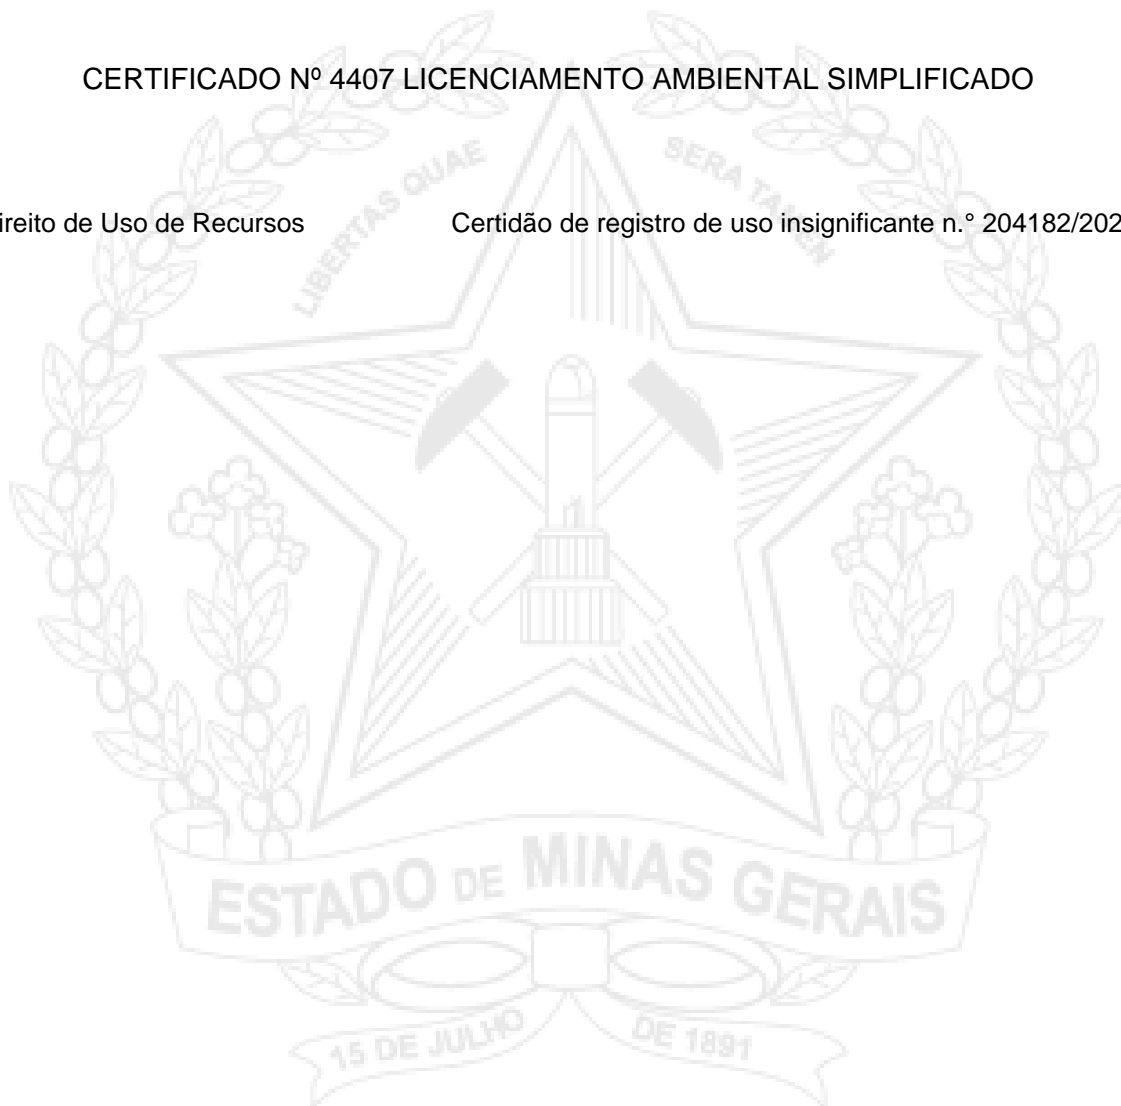 CERTIFICADO Nº 4407 LICENCIAMENTO AMBIENTAL SIMPLIFICADO
LIBERTAS QUAE SERA TAMEN
ireito de Uso de Recursos Certidão de registro de uso insignificante n.° 204182/202
ESTADO DE MINAS GERAIS
15 DE JULHO DE 1891